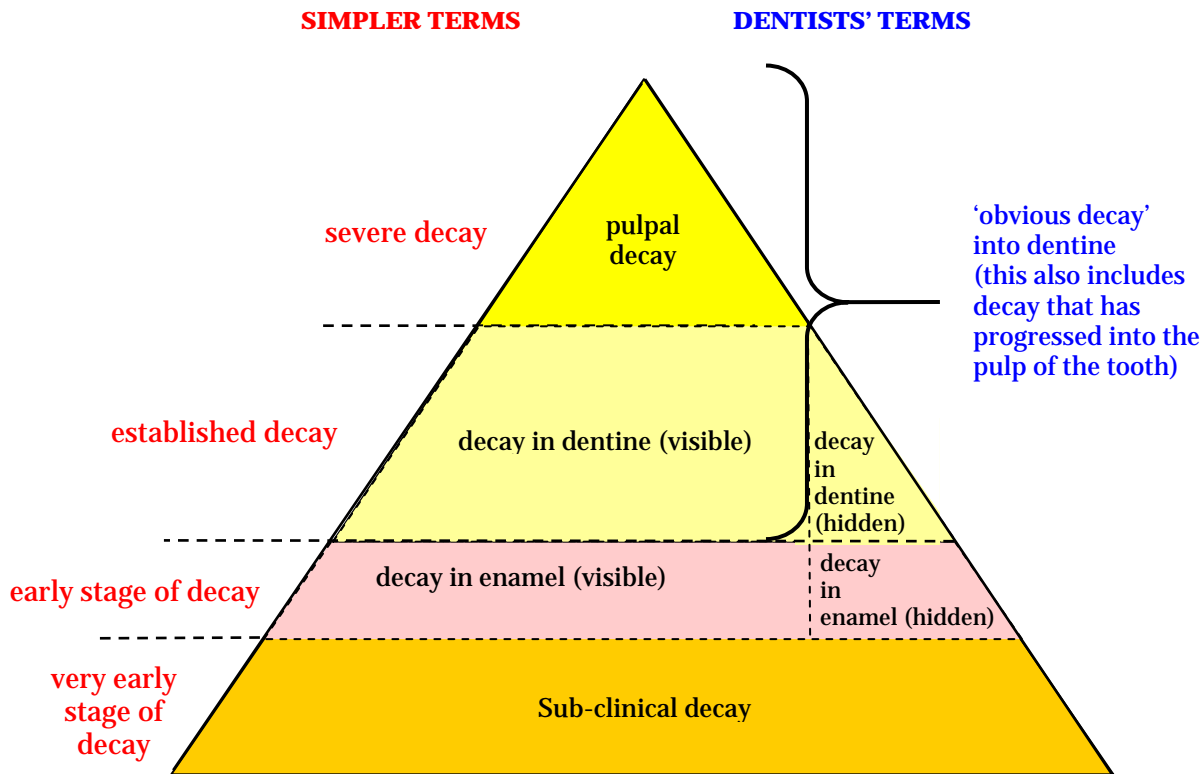 SIMPLER TERMS
DENTISTS’ TERMS
severe decay
pulpal
decay
‘obvious decay’
into dentine
(this also includes
decay that has
progressed into the
pulp of the tooth)
established decay
decay in dentine (visible)
decay
in
dentine
(hidden)
early stage of decay
decay in enamel (visible)
decay
in
enamel (hidden)
very early
stage of
decay
Sub-clinical decay